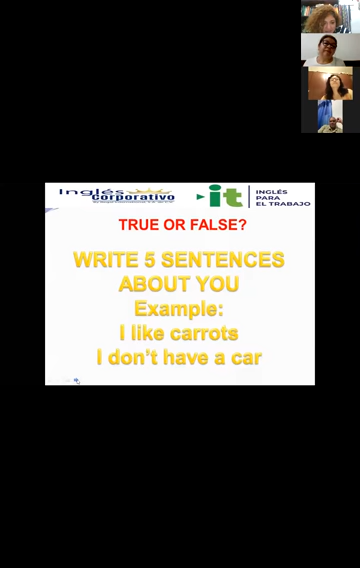 Inglés
Corporativo
it
INGLÉS
PARA
EL TRABAJO
TRUE OR FALSE?
WRITE 5 SENTENCES
ABOUT YOU
Example:
I like carrots
I don't have a car